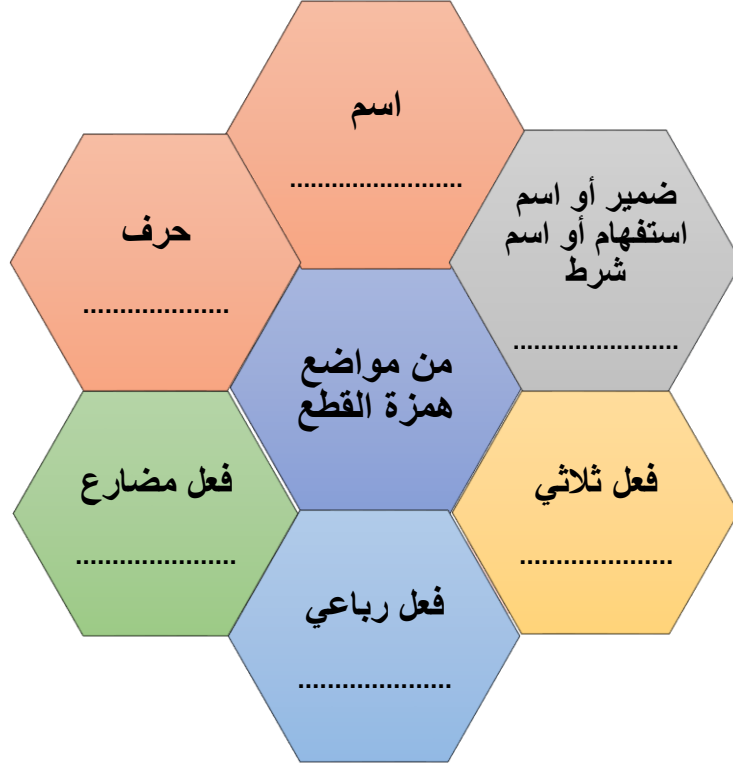 اسم
........................
ضمير أو اسم
استفهام أو اسم
شرط
.......................
حرف
....................
من مواضع
همزة القطع
فعل ثلاثي
.....................
فعل مضارع
......................
فعل رباعي
.....................